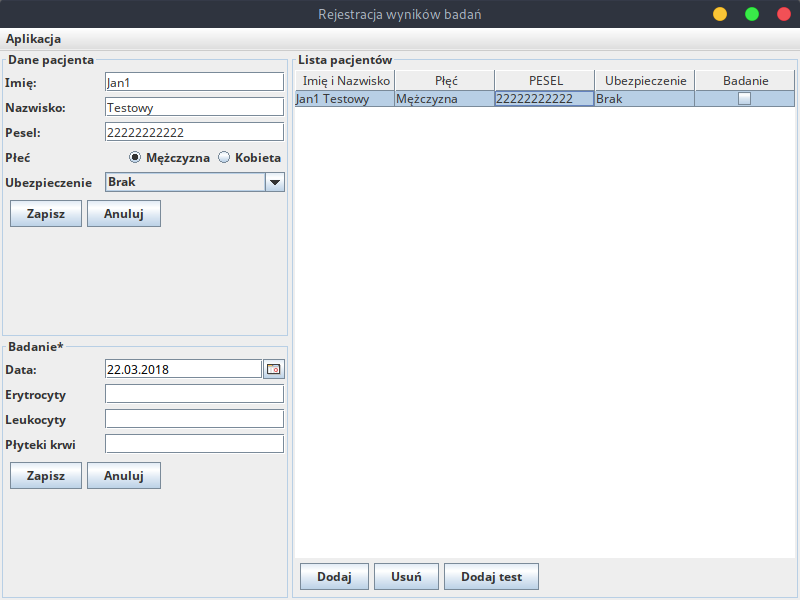 Rejestracja wyników badań
Aplikacja
Dane pacjenta
Imię: Jan1
Nazwisko: Testowy
Pesel: 22222222222
Płeć Mężczyzna Kobieta
Ubezpieczenie Brak
Zapisz Anuluj
Badanie*
Data: 22.03.2018
Erytrocyty
Leukocyty
Płyteki krwi
Zapisz Anuluj
Lista pacjentów
Imię i Nazwisko Płęć PESEL Ubezpieczenie Badanie
Jan1 Testowy Mężczyzna 22222222222 Brak
Dodaj Usuń Dodaj test